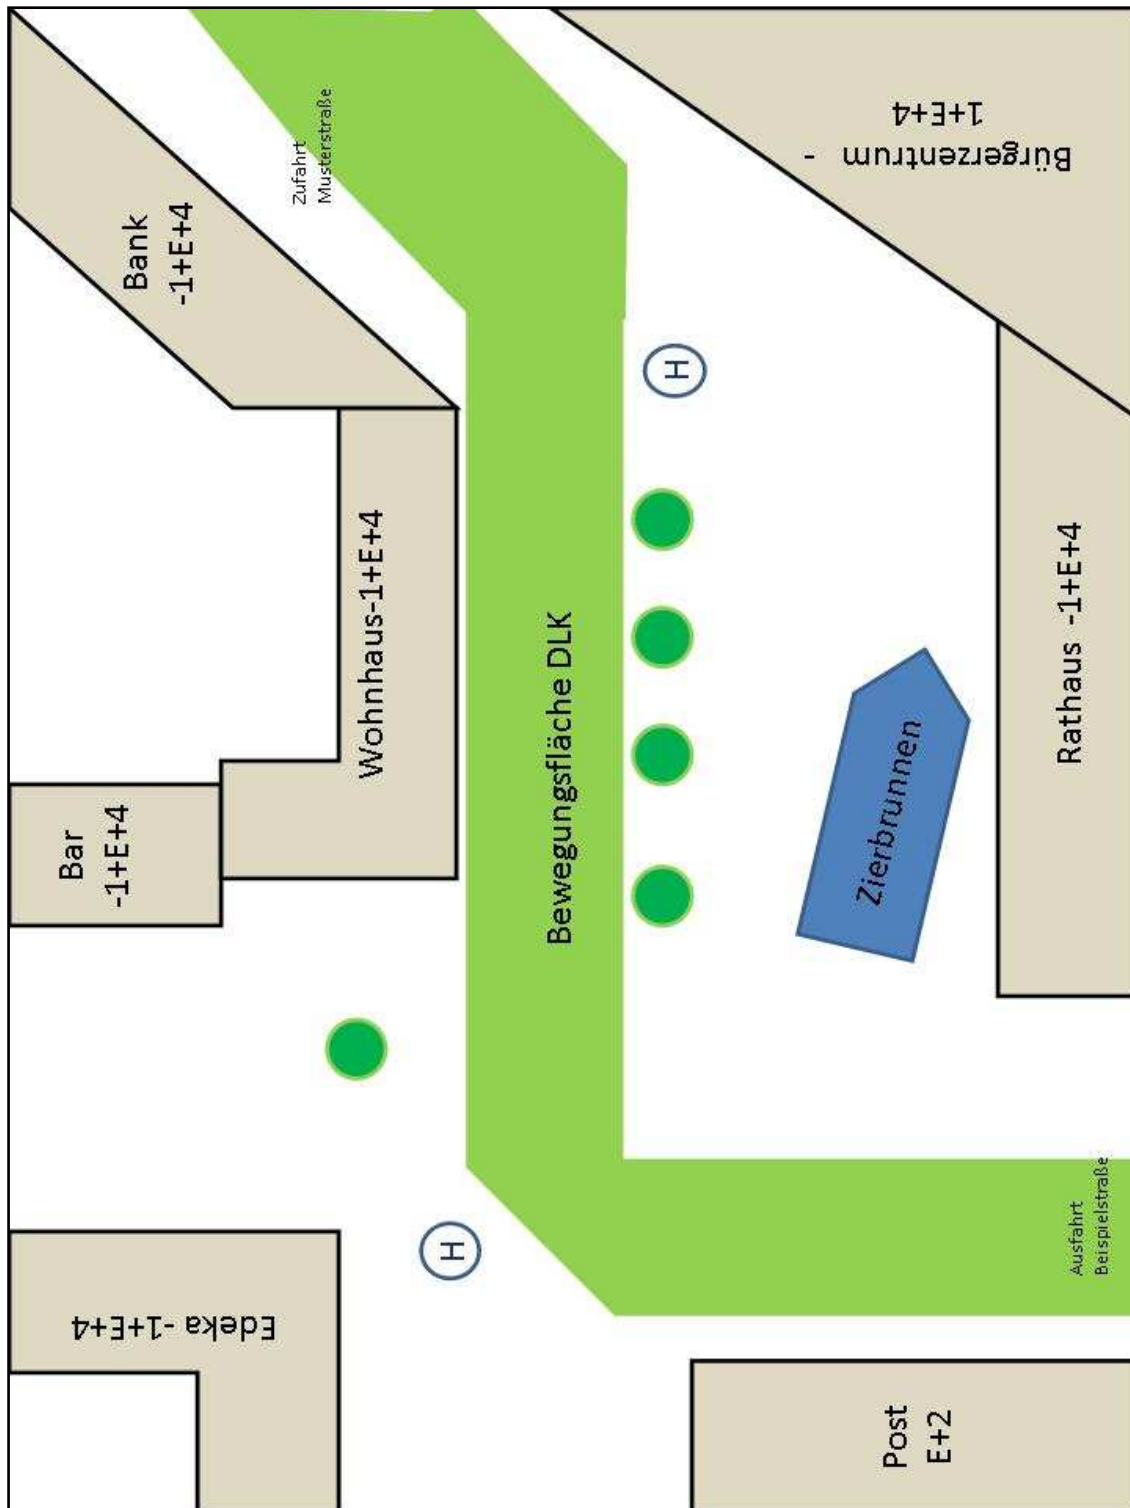 Zufahrt
Musterstraße
Bürgerzentrum -
1+E+4
Bank
-1+E+4
H
Wohnhaus-1+E+4
Bewegungsfläche DLK
Rathaus -1+E+4
Zierbrunnen
Bar
-1+E+4
H
Edeka -1+E+4
Ausfahrt
Beispielstraße
Post
E+2